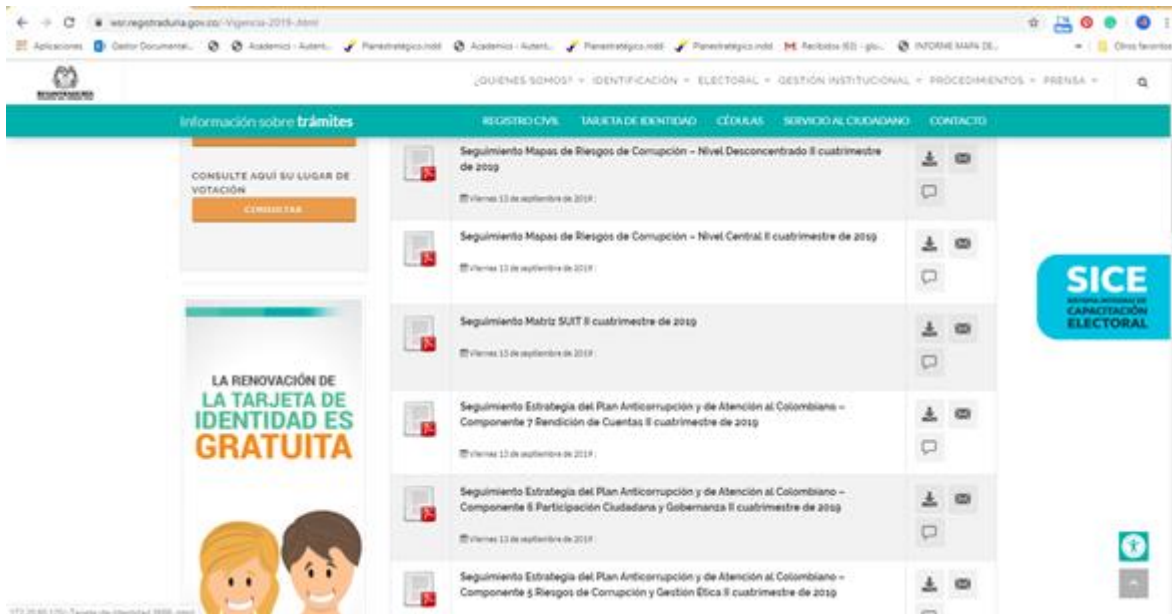 wsr.registraduria.gov.co/-Vigencia-2019-.html
Aplicaciones
Gestor Documental...
Academics - Autent...
Planestrategico.indd
Academics - Autent...
Planestrategico.indd
Planestrategico.indd
Recibidos (63) - glo...
INFORME MAPA DE...
Otros favoritos
¿QUIÉNES SOMOS? IDENTIFICACIÓN ELECTORAL GESTIÓN INSTITUCIONAL PROCEDIMIENTOS PRENSA
Información sobre trámites
REGISTRO CIVIL TARJETA DE IDENTIDAD CÉDULAS SERVICIO AL CIUDADANO CONTACTO
CONSULTE AQUÍ SU LUGAR DE
VOTACIÓN
CONSULTAR
LA RENOVACIÓN DE
LA TARJETA DE
IDENTIDAD ES
GRATUITA
Seguimiento Mapas de Riesgos de Corrupción – Nivel Desconcentrado II cuatrimestre
de 2019
Viernes 13 de septiembre de 2019
Seguimiento Mapas de Riesgos de Corrupción – Nivel Central II cuatrimestre de 2019
Viernes 13 de septiembre de 2019
Seguimiento Matriz SUIT II cuatrimestre de 2019
Viernes 13 de septiembre de 2019
Seguimiento Estrategia del Plan Anticorrupción y de Atención al Colombiano –
Componente 7 Rendición de Cuentas II cuatrimestre de 2019
Viernes 13 de septiembre de 2019
Seguimiento Estrategia del Plan Anticorrupción y de Atención al Colombiano –
Componente 6 Participación Ciudadana y Gobernanza II cuatrimestre de 2019
Viernes 13 de septiembre de 2019
Seguimiento Estrategia del Plan Anticorrupción y de Atención al Colombiano –
Componente 5 Riesgos de Corrupción y Gestión Ética II cuatrimestre de 2019
SICE
CAPACITACIÓN
ELECTORAL